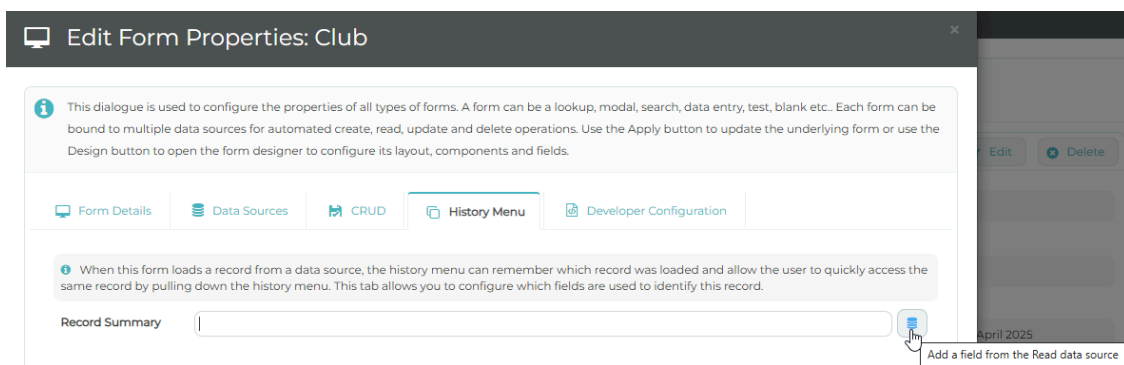 Edit Form Properties: Club
×
This dialogue is used to configure the properties of all types of forms. A form can be a lookup, modal, search, data entry, test, blank etc.. Each form can be
bound to multiple data sources for automated create, read, update and delete operations. Use the Apply button to update the underlying form or use the
Design button to open the form designer to configure its layout, components and fields.
Edit
Delete
Form Details
Data Sources
CRUD
History Menu
Developer Configuration
When this form loads a record from a data source, the history menu can remember which record was loaded and allow the user to quickly access the
same record by pulling down the history menu. This tab allows you to configure which fields are used to identify this record.
Record Summary
April 2025
Add a field from the Read data source